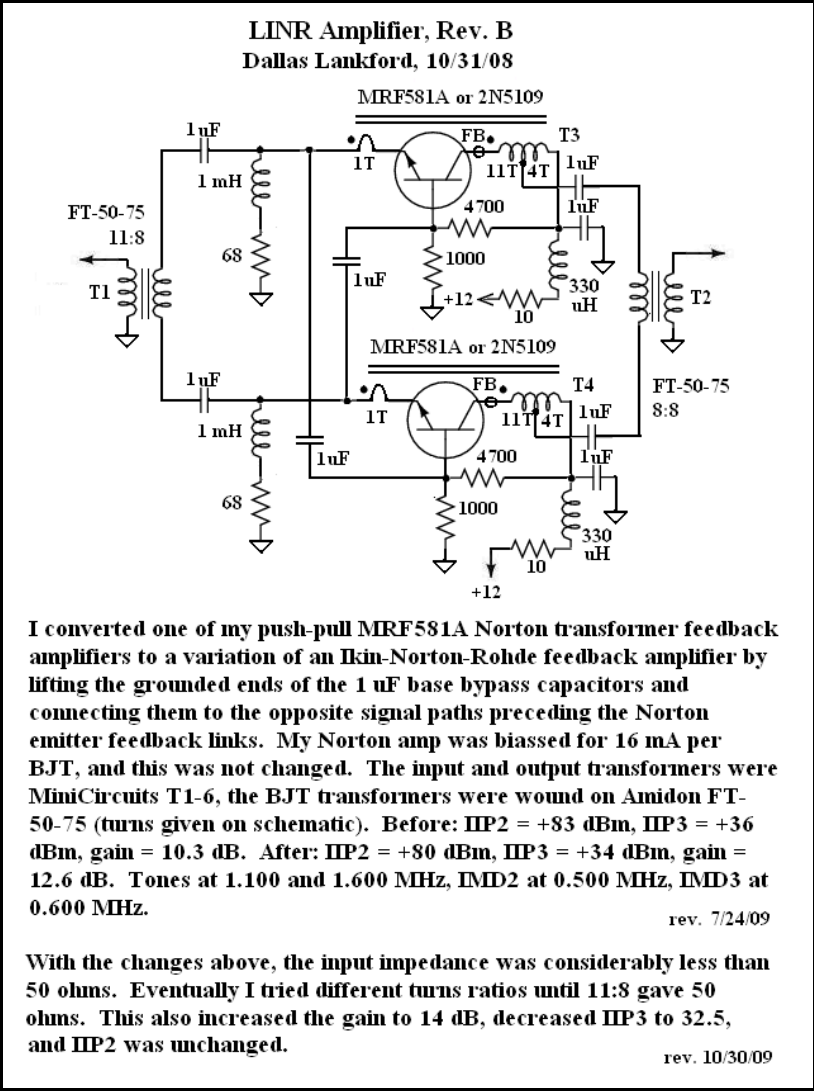 LINR Amplifier, Rev. B
Dallas Lankford, 10/31/08
MRF581A or 2N5109
1uF
1T
FB
T3
11T
4T
1uF
1 mH
FT-50-75
11:8
4700
1uF
68
1000
1uF
330
uH
+12
10
T1
T2
MRF581A or 2N5109
1uF
1T
FB
T4
FT-50-75
8:8
11T
4T
1uF
1 mH
1uF
4700
1uF
68
1000
330
uH
10
+12
I converted one of my push-pull MRF581A Norton transformer feedback
amplifiers to a variation of an Ikin-Norton-Rohde feedback amplifier by
lifting the grounded ends of the 1 uF base bypass capacitors and
connecting them to the opposite signal paths preceding the Norton
emitter feedback links.  My Norton amp was biassed for 16 mA per
BJT, and this was not changed.  The input and output transformers were
MiniCircuits T1-6, the BJT transformers were wound on Amidon FT-
50-75 (turns given on schematic).  Before: IIP2 = +83 dBm, IIP3 = +36
dBm, gain = 10.3 dB.  After: IIP2 = +80 dBm, IIP3 = +34 dBm, gain =
12.6 dB.  Tones at 1.100 and 1.600 MHz, IMD2 at 0.500 MHz, IMD3 at
0.600 MHz.
rev. 7/24/09
With the changes above, the input impedance was considerably less than
50 ohms.  Eventually I tried different turns ratios until 11:8 gave 50
ohms.  This also increased the gain to 14 dB, decreased IIP3 to 32.5,
and IIP2 was unchanged.
rev. 10/30/09